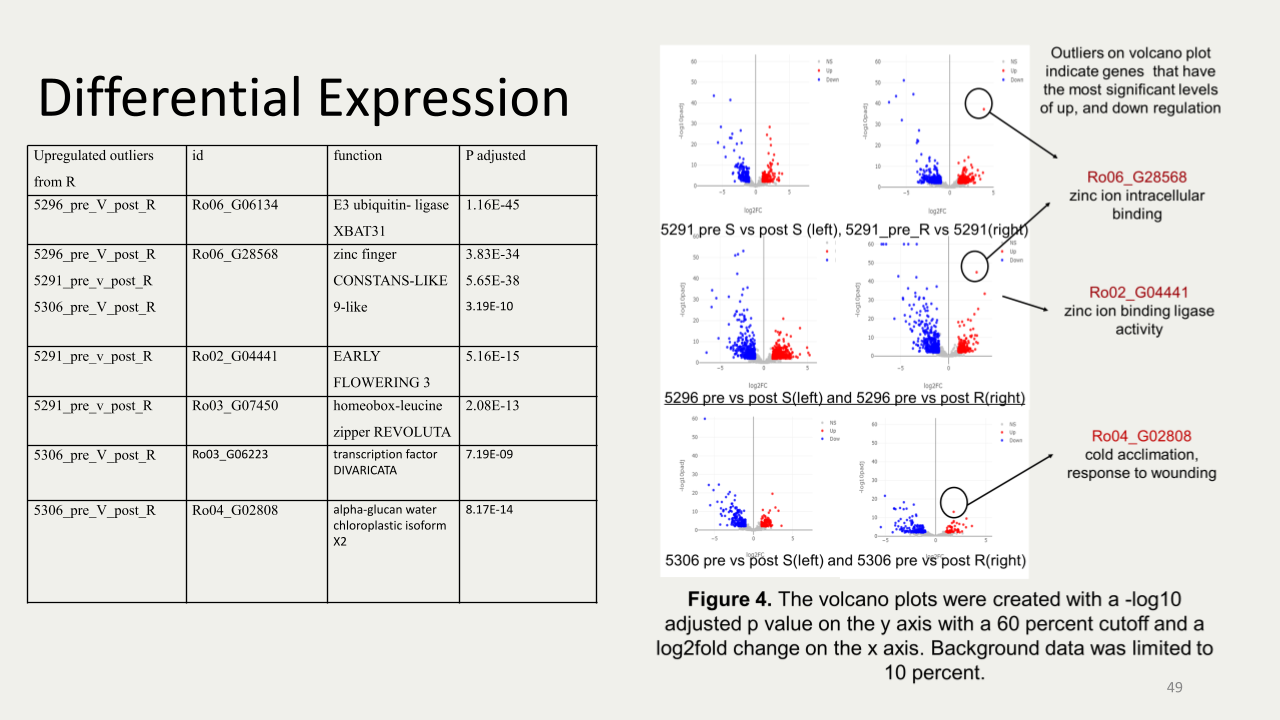 Differential Expression
Upregulated outliers
from R
id
function
P adjusted
5296_pre_V_post_R
Ro06_G06134
E3 ubiquitin- ligase
XBAT31
1.16E-45
5296_pre_V_post_R
5291_pre_v_post_R
5306_pre_V_post_R
Ro06_G28568
zinc finger
CONSTANS-LIKE
9-like
3.83E-34
5.65E-38
3.19E-10
5291_pre_v_post_R
Ro02_G04441
EARLY
FLOWERING 3
5.16E-15
5291_pre_v_post_R
Ro03_G07450
homeobox-leucine
zipper REVOLUTA
2.08E-13
5306_pre_V_post_R
Ro03_G06223
transcription factor
DIVARICATA
7.19E-09
5306_pre_V_post_R
Ro04_G02808
alpha-glucan water
chloroplastic isoform
X2
8.17E-14
NS
Up
Down
log2FC
5291 pre S vs post S (left), 5291_pre_R vs 5291(right)
5296 pre vs post S(left) and 5296 pre vs post R(right)
5306 pre vs post S(left) and 5306 pre vs post R(right)
Outliers on volcano plot
indicate genes that have
the most significant levels
of up, and down regulation
Ro06_G28568
zinc ion intracellular
binding
Ro02_G04441
zinc ion binding ligase
activity
Ro04_G02808
cold acclimation,
response to wounding
Figure 4. The volcano plots were created with a -log10
adjusted p value on the y axis with a 60 percent cutoff and a
log2fold change on the x axis. Background data was limited to
10 percent.
49